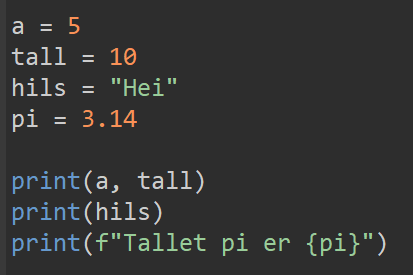 a = 5
tall = 10
hils = "Hei"
pi = 3.14

print(a, tall)
print(hils)
print(f"Tallet pi er {pi}")